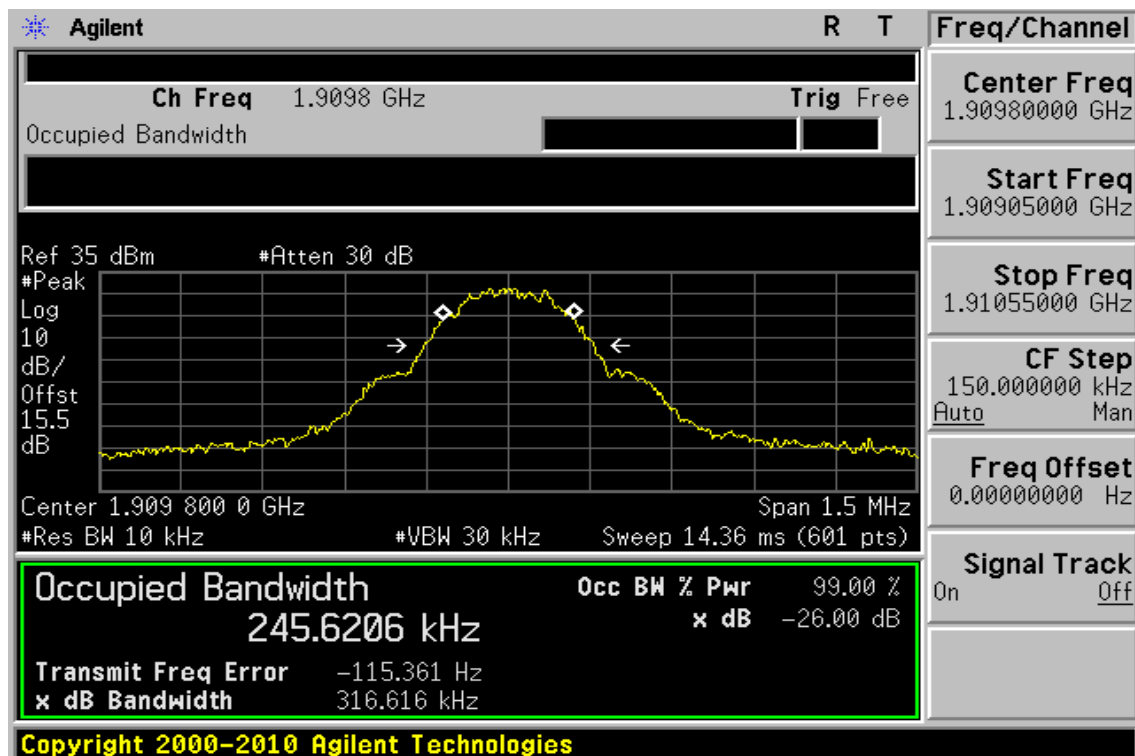 Agilent R T
Ch Freq 1.9098 GHz Trig Free
Occupied Bandwidth
Ref 35 dBm #Atten 30 dB
#Peak
Log
10
dB/
Offst
15.5
dB
Center 1.909 800 0 GHz Span 1.5 MHz
#Res BW 10 kHz #VBW 30 kHz Sweep 14.36 ms (601 pts)
Occupied Bandwidth
245.6206 kHz
Occ BW % Pwr 99.00 %
x dB -26.00 dB
Transmit Freq Error -115.361 Hz
x dB Bandwidth 316.616 kHz
Copyright 2000-2010 Agilent Technologies
Freq/Channel
Center Freq
1.90980000 GHz
Start Freq
1.90905000 GHz
Stop Freq
1.91055000 GHz
CF Step
150.000000 kHz
Auto Man
Freq Offset
0.00000000 Hz
Signal Track
On Off